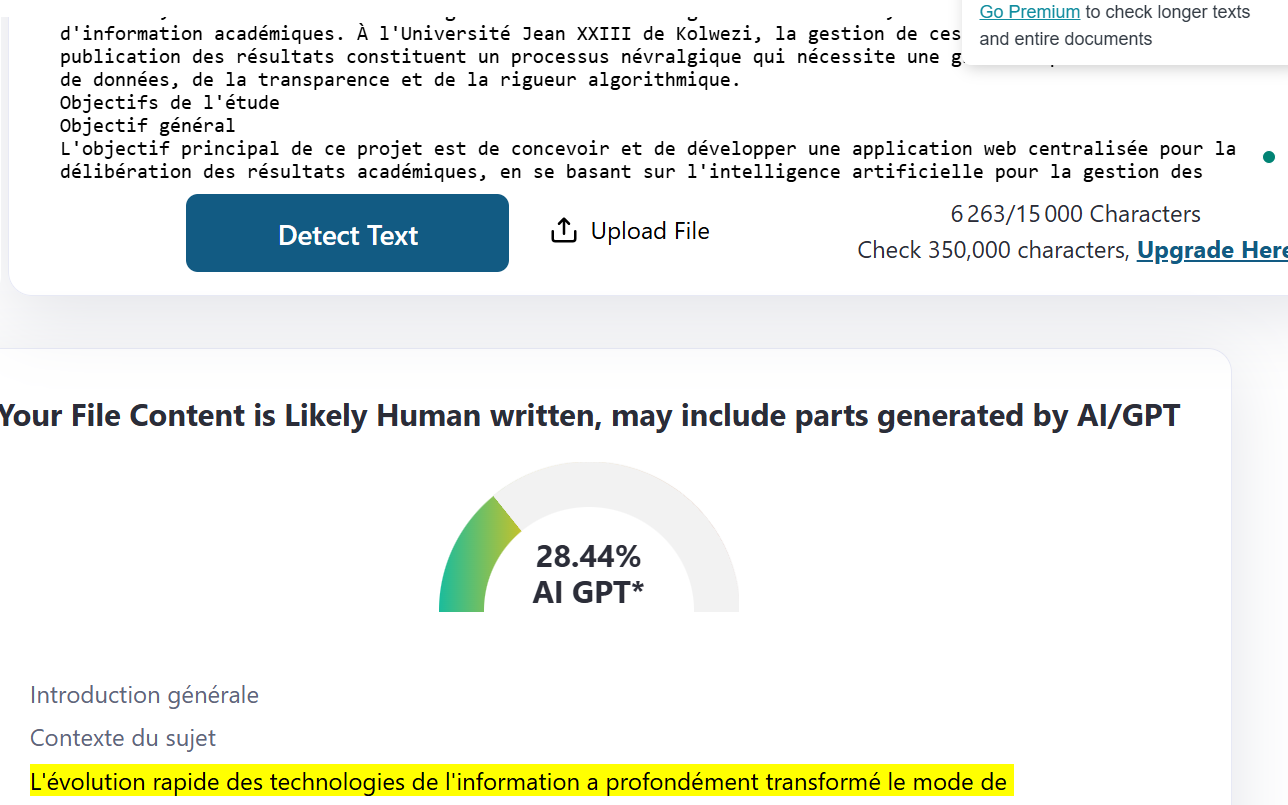 Go Premium to check longer texts
and entire documents
d'information académiques. À l'Université Jean XXIII de Kolwezi, la gestion de ces
publication des résultats constituent un processus névralgique qui nécessite une
de données, de la transparence et de la rigueur algorithmique.
Objectifs de l'étude
Objectif général
L'objectif principal de ce projet est de concevoir et de développer une application web centralisée pour la
délibération des résultats académiques, en se basant sur l'intelligence artificielle pour la gestion des
Detect Text
Upload File
6 263/15 000 Characters
Check 350,000 characters, Upgrade Here
Your File Content is Likely Human written, may include parts generated by AI/GPT
28.44%
AI GPT*
Introduction générale
Contexte du sujet
L'évolution rapide des technologies de l'information a profondément transformé le mode de